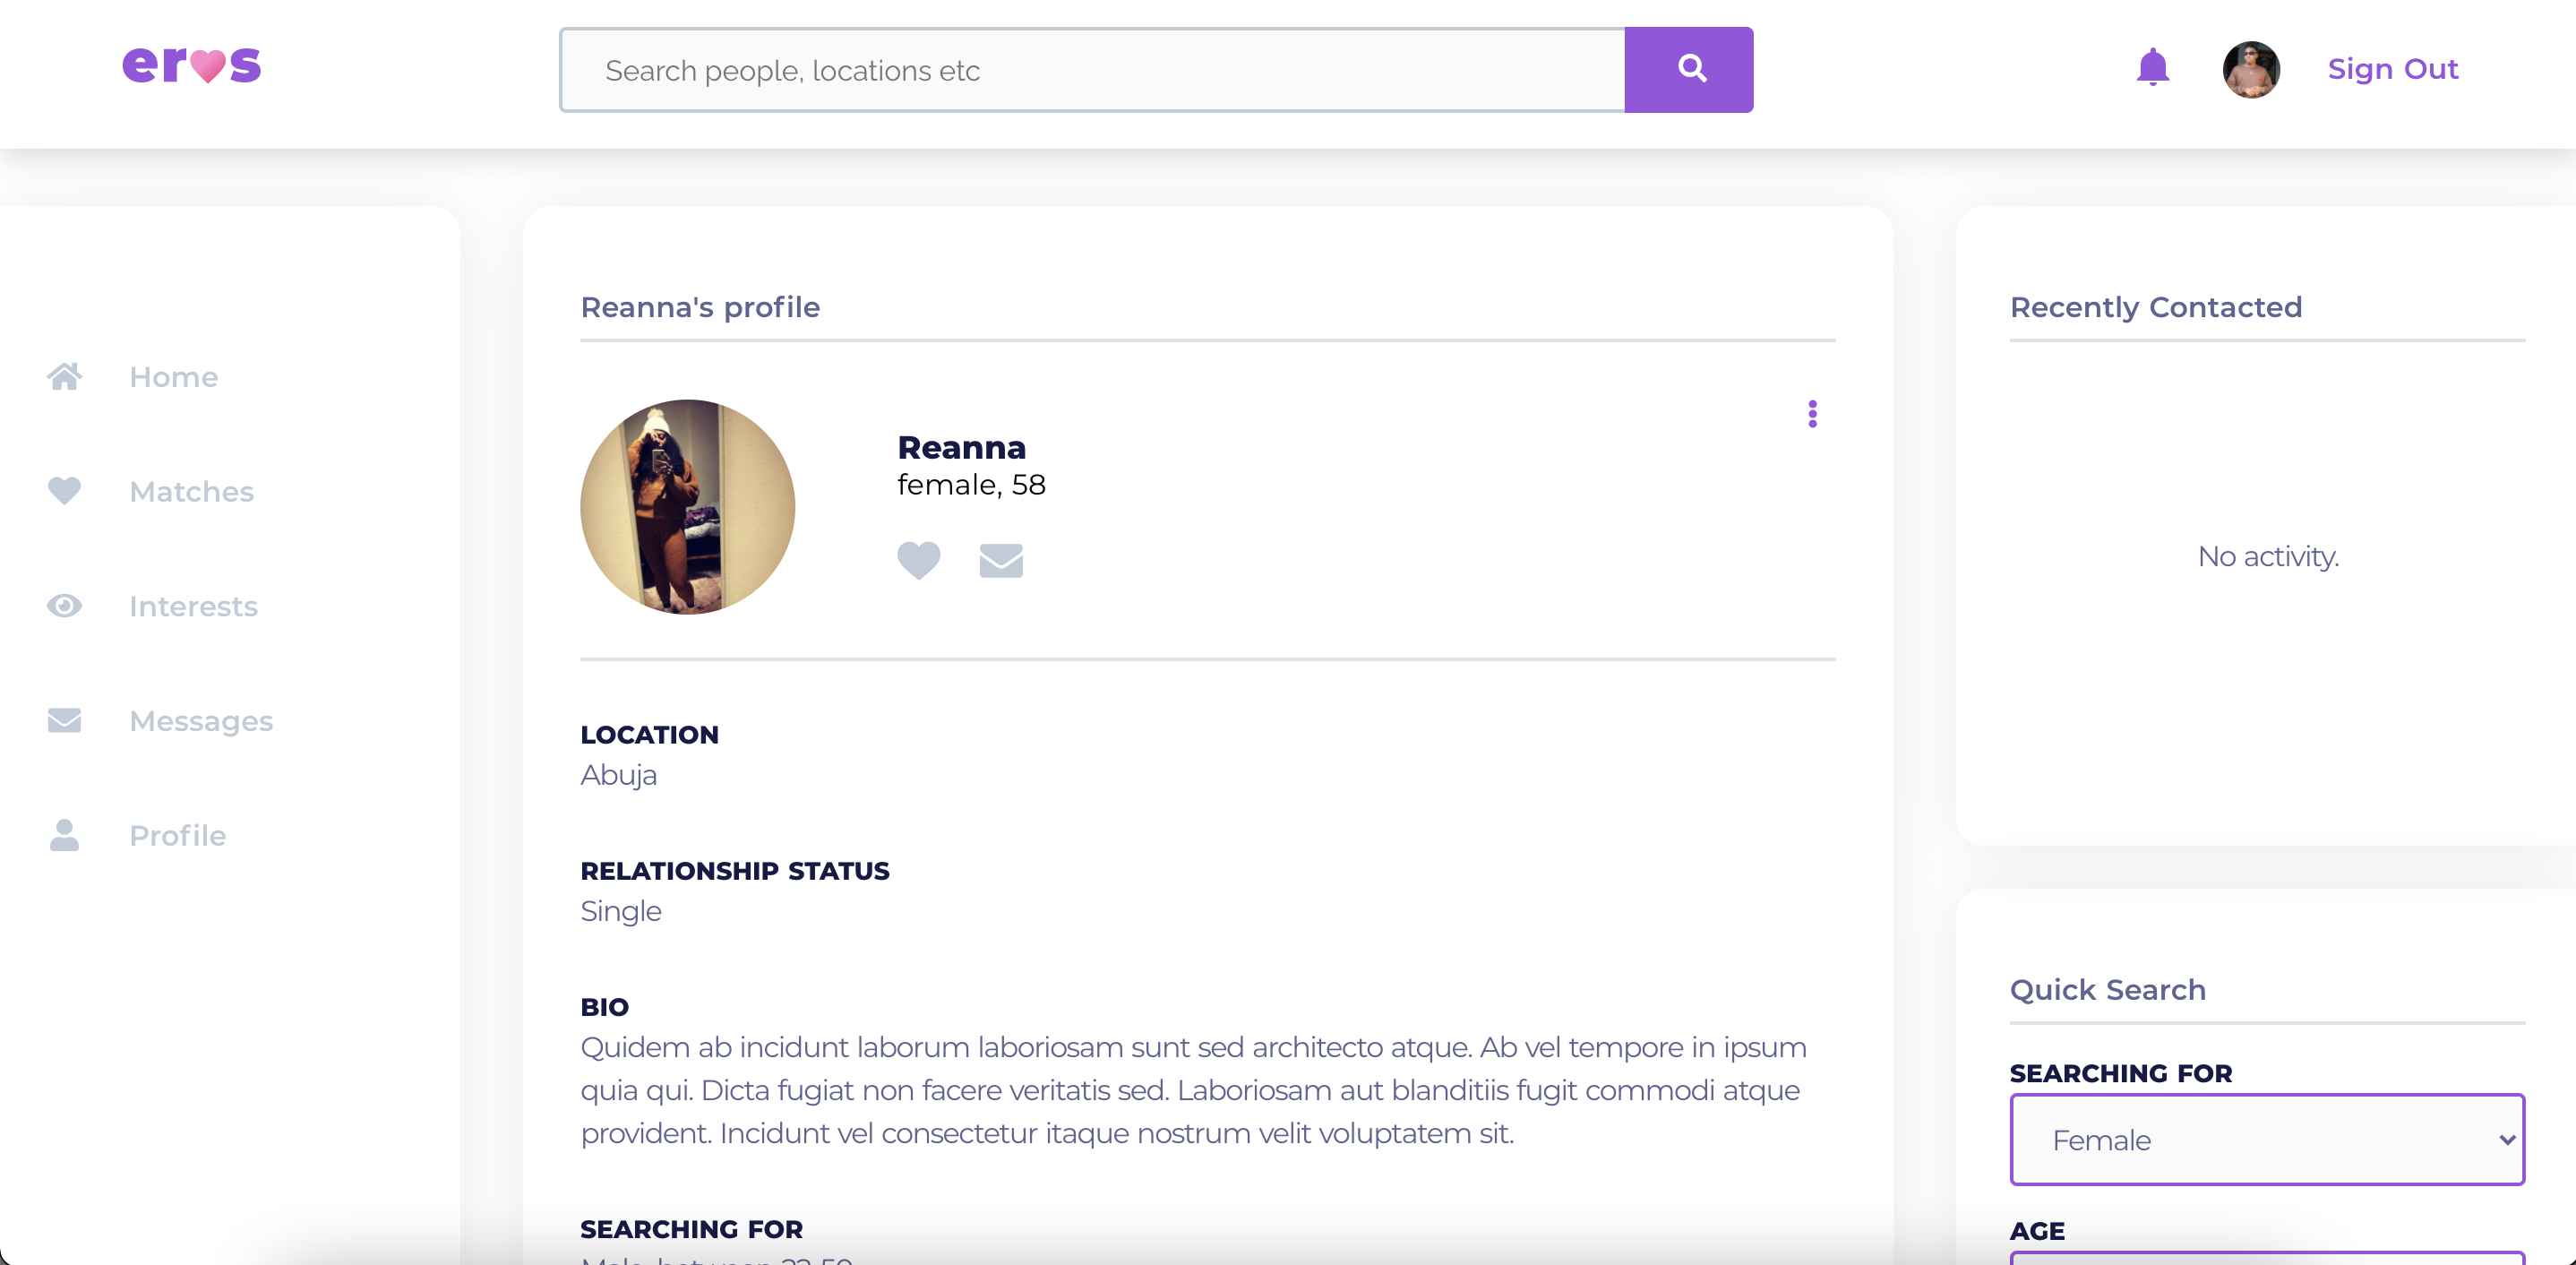 er♥s
Search people, locations etc
Sign Out
Home
Matches
Interests
Messages
Profile
Reanna's profile
Reanna
female, 58
LOCATION
Abuja
RELATIONSHIP STATUS
Single
BIO
Quidem ab incidunt laborum laboriosam sunt sed architecto atque. Ab vel tempore in ipsum
quia qui. Dicta fugiat non facere veritatis sed. Laboriosam aut blanditiis fugit commodi atque
provident. Incidunt vel consectetur itaque nostrum velit voluptatem sit.
SEARCHING FOR
Recently Contacted
No activity.
Quick Search
SEARCHING FOR
Female
AGE